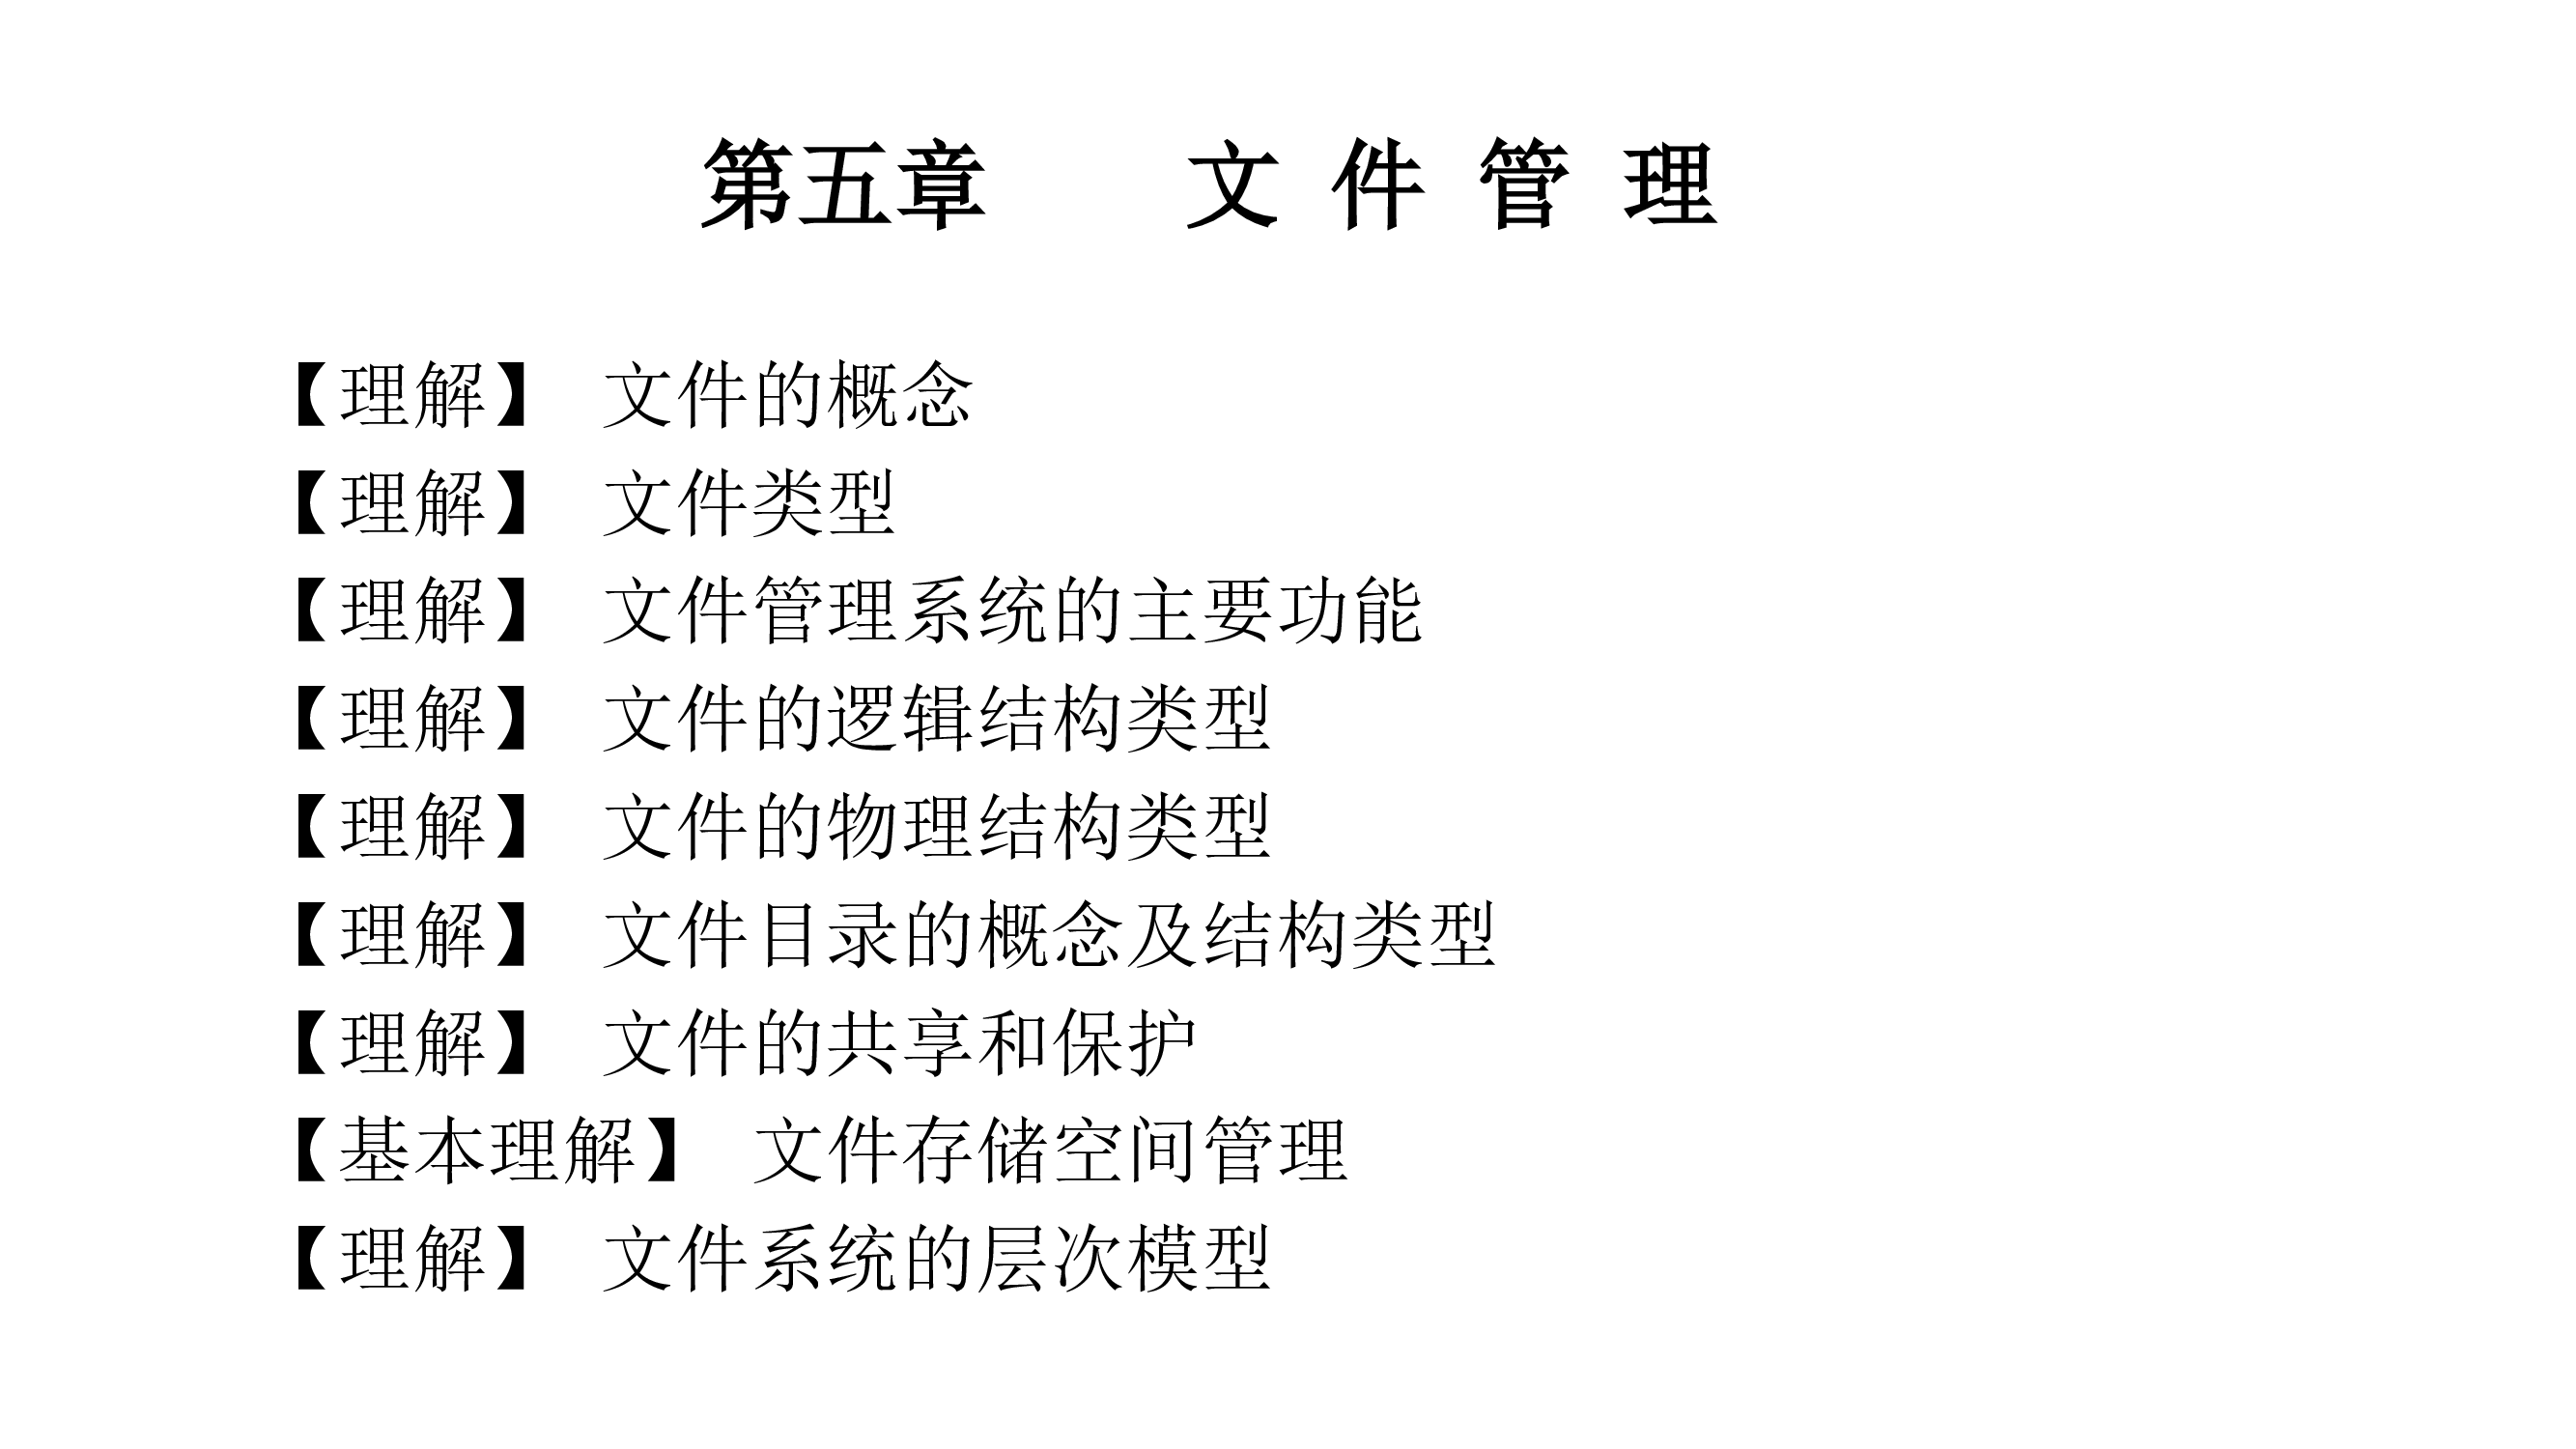 第五章 文 件 管 理
【理解】 文件的概念
【理解】 文件类型
【理解】 文件管理系统的主要功能
【理解】 文件的逻辑结构类型
【理解】 文件的物理结构类型
【理解】 文件目录的概念及结构类型
【理解】 文件的共享和保护
【基本理解】 文件存储空间管理
【理解】 文件系统的层次模型